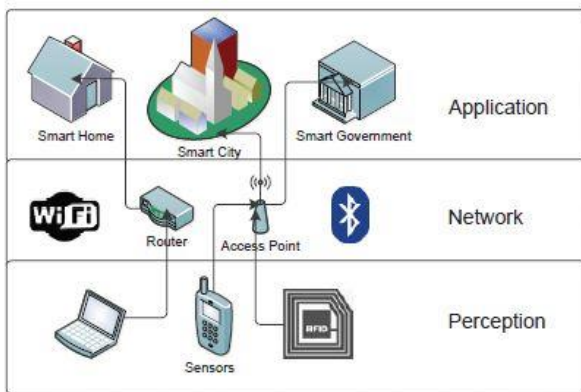 Smart Home
Smart City
Smart Government
Application
WiFi
Router
Access Point
Network
Sensors
RFID
Perception